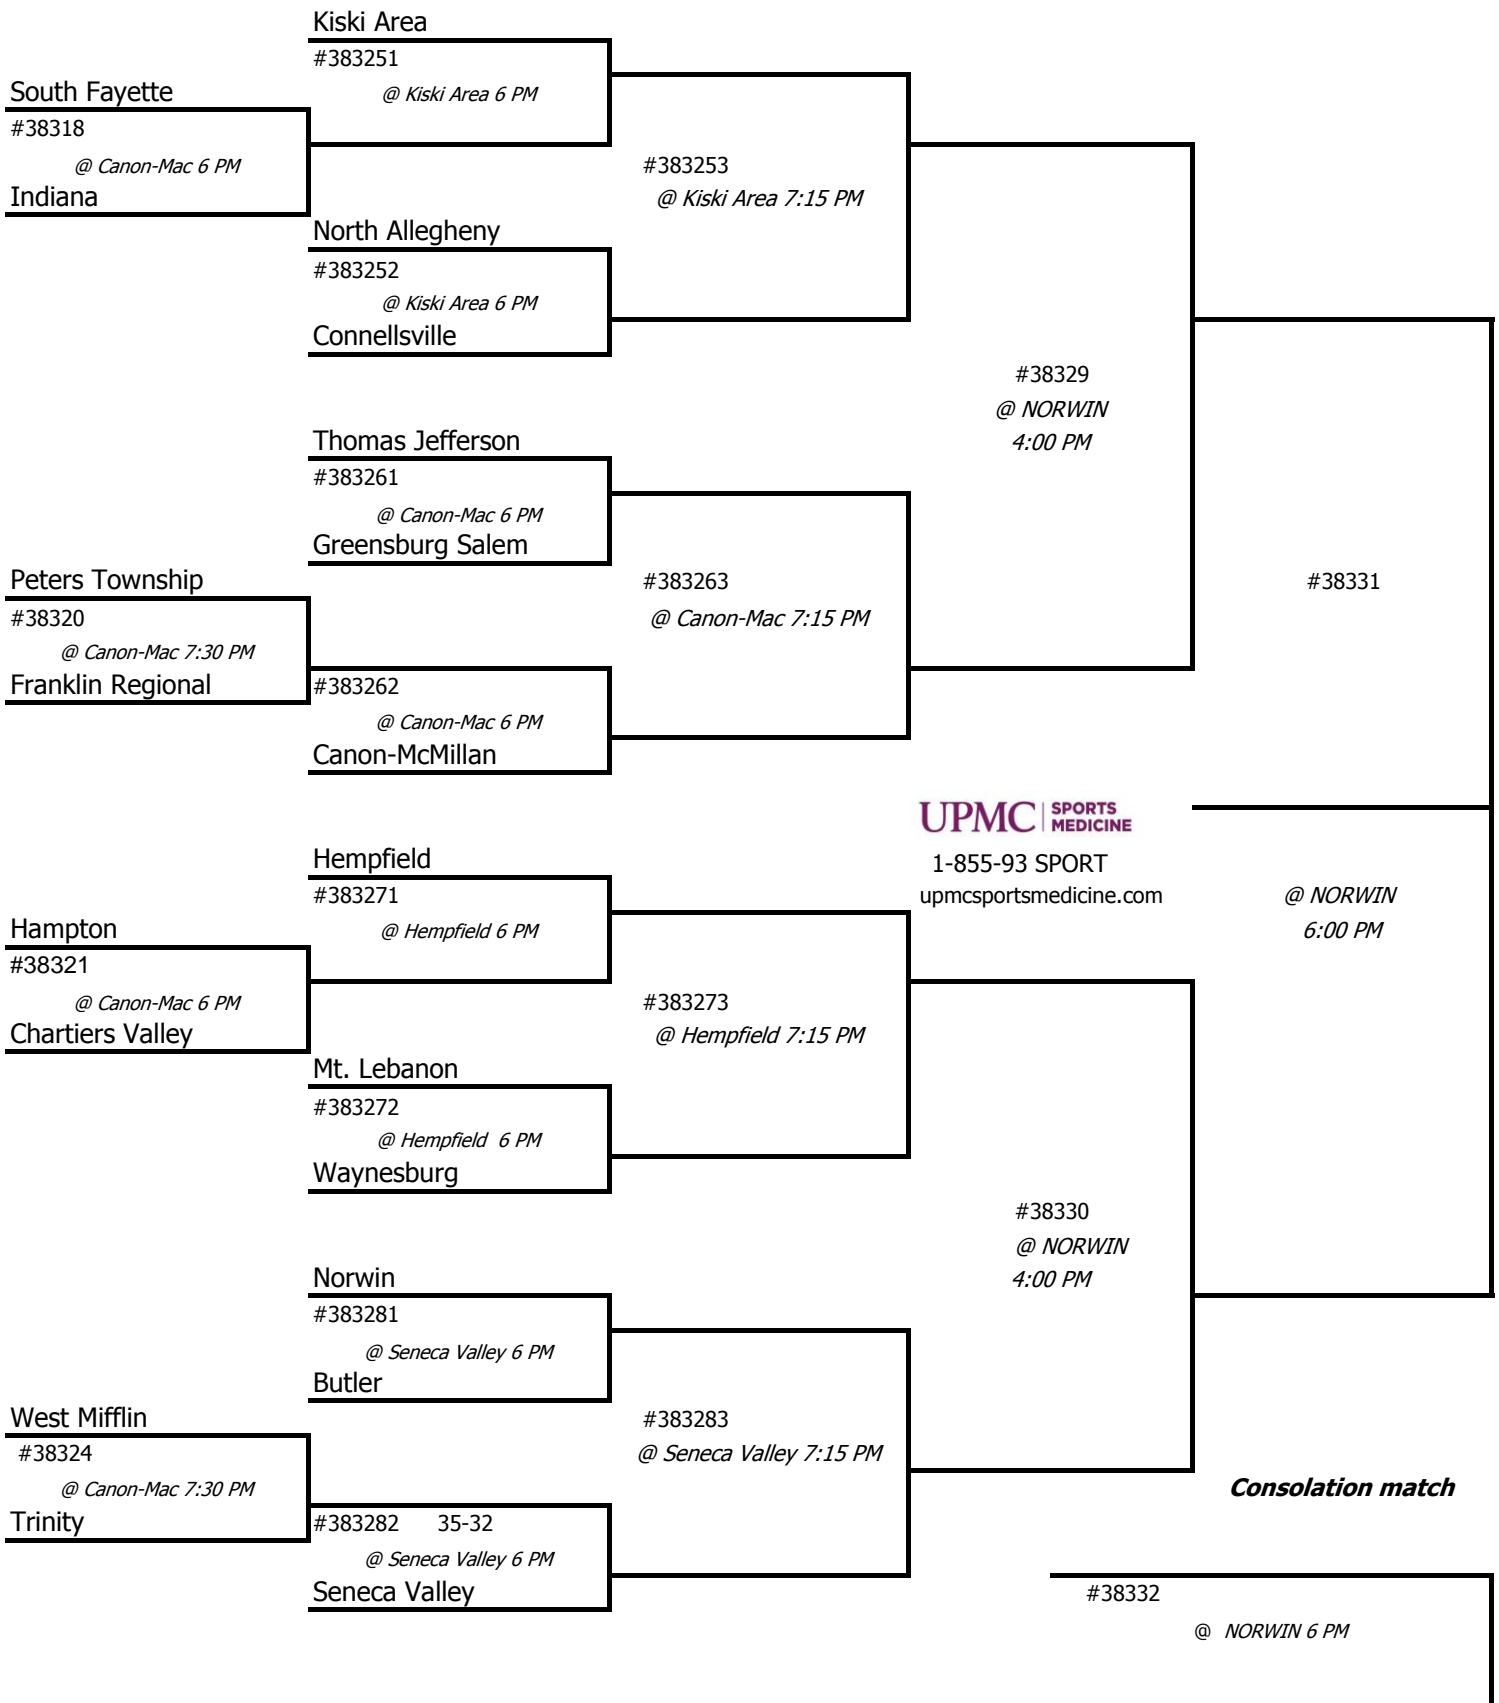 Kiski Area
#383251
@ Kiski Area 6 PM
South Fayette
#38318
@ Canon-Mac 6 PM
Indiana
#383253
@ Kiski Area 7:15 PM
North Allegheny
#383252
@ Kiski Area 6 PM
Connellsville
#38329
@ NORWIN
4:00 PM
Thomas Jefferson
#383261
@ Canon-Mac 6 PM
Greensburg Salem
Peters Township
#38320
@ Canon-Mac 7:30 PM
Franklin Regional
#383263
@ Canon-Mac 7:15 PM
#38331
#383262
@ Canon-Mac 6 PM
Canon-McMillan
UPMC SPORTS MEDICINE
1-855-93 SPORT
upmcsportsmedicine.com
@ NORWIN
6:00 PM
Hempfield
#383271
@ Hempfield 6 PM
Hampton
#38321
@ Canon-Mac 6 PM
Chartiers Valley
#383273
@ Hempfield 7:15 PM
Mt. Lebanon
#383272
@ Hempfield 6 PM
Waynesburg
#38330
@ NORWIN
4:00 PM
Norwin
#383281
@ Seneca Valley 6 PM
Butler
West Mifflin
#38324
@ Canon-Mac 7:30 PM
Trinity
#383283
@ Seneca Valley 7:15 PM
#383282 35-32
@ Seneca Valley 6 PM
Seneca Valley
Consolation match
#38332
@ NORWIN 6 PM